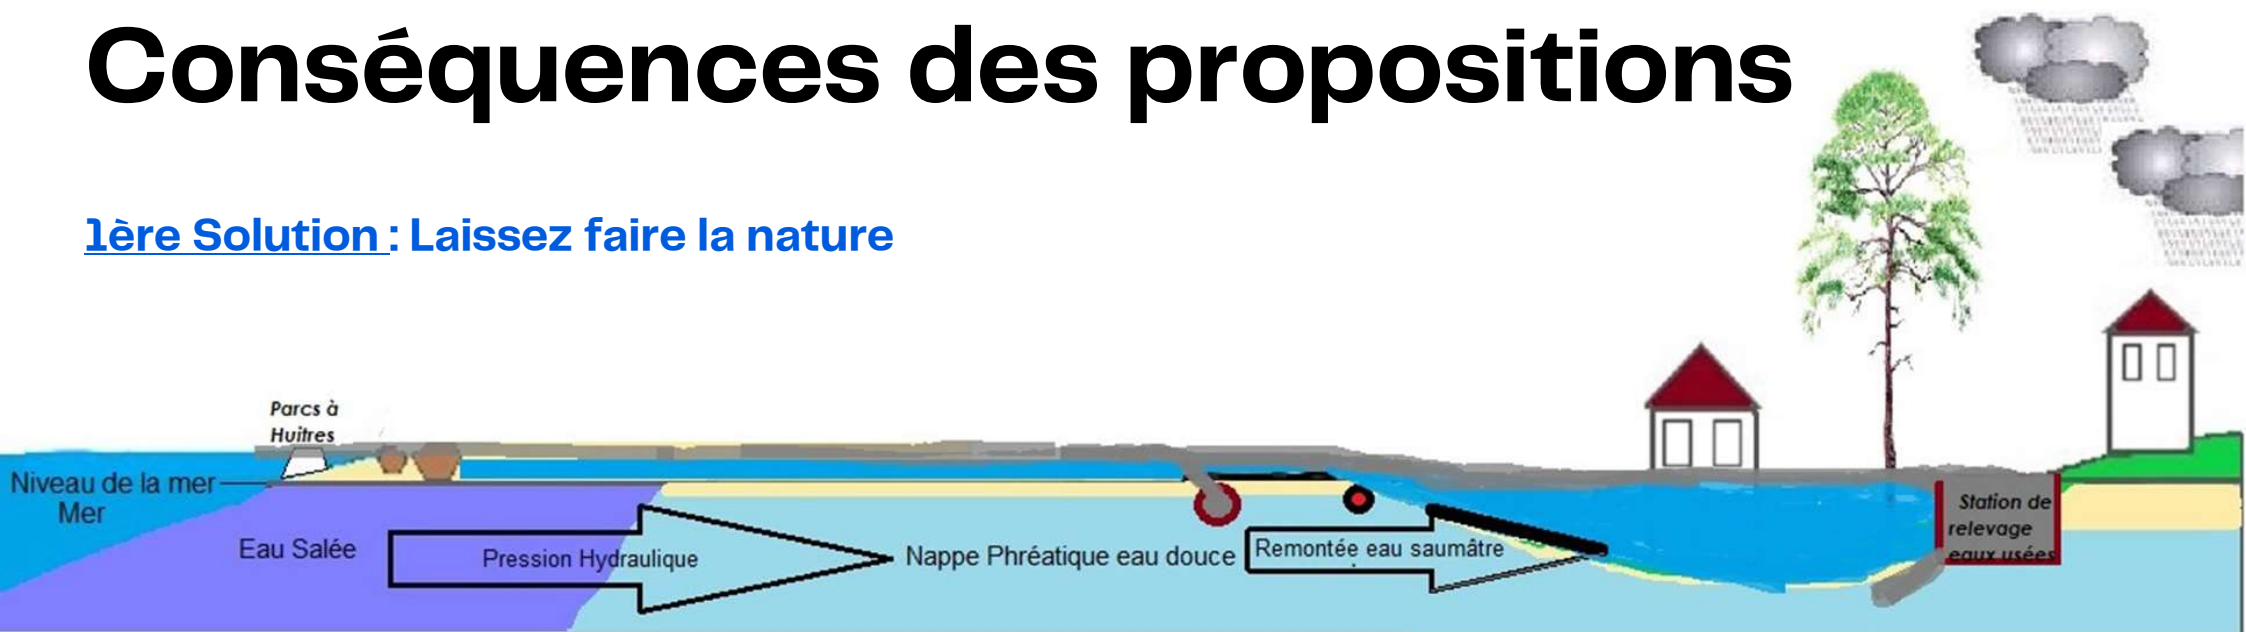 Conséquences des propositions
1ère Solution : Laissez faire la nature
Parcs à
Huitres
Niveau de la mer
Mer
Eau Salée
Pression Hydraulique
Nappe Phréatique eau douce
Remontée eau saumâtre
Station de
relevage
eaux usées